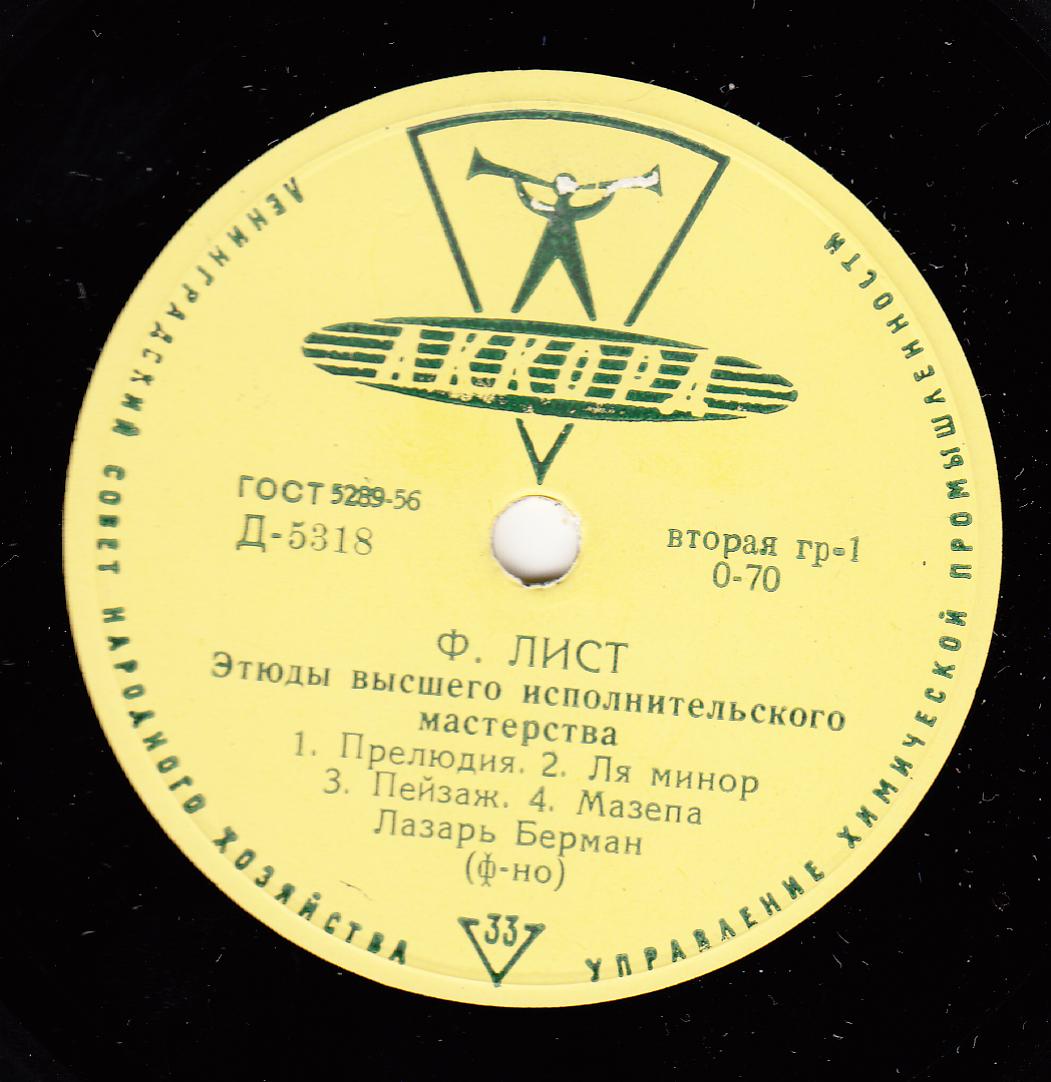 АККОРД
ЛЕНИНГРАДСКИЙ СОВЕТ НАРОДНОГО ХОЗЯЙСТВА
УПРАВЛЕНИЕ ХИМИЧЕСКОЙ ПРОМЫШЛЕННОСТИ
ГОСТ 5289-56
Д-5318
вторая гр-1
0-70
Ф. ЛИСТ
Этюды высшего исполнительского
мастерства
1. Прелюдия. 2. Ля минор
3. Пейзаж. 4. Мазепа
Лазарь Берман
(ф-но)
33